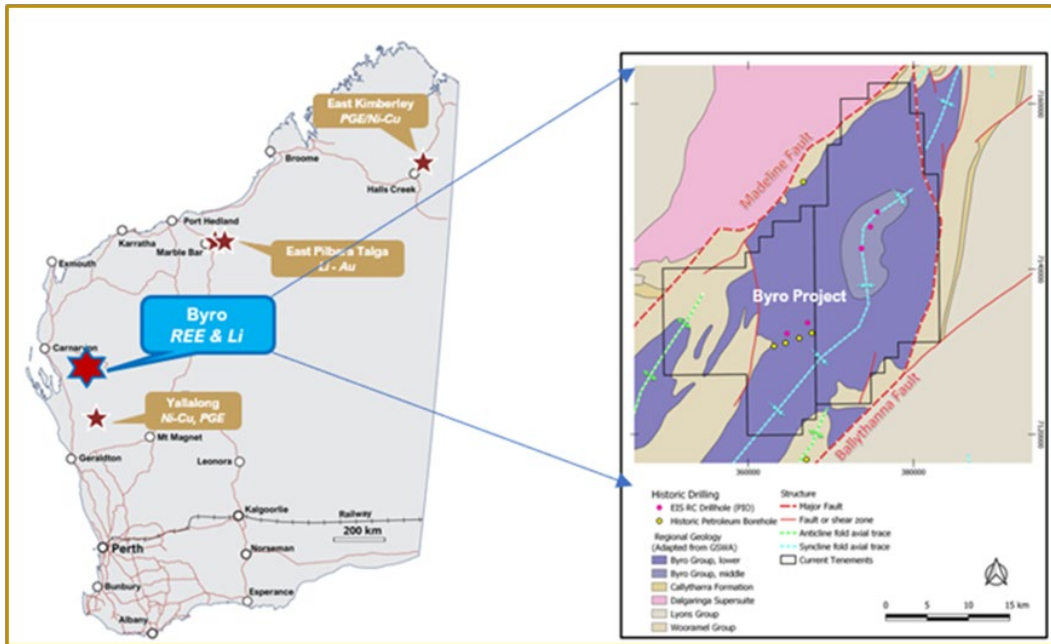 East Kimberley
PGE/Ni-Cu
Broome
Halls Creek
Port Hedland
Karratha
Marble Bar
Exmouth
East Pilbara Talga
Li - Au
Byro
REE & Li
Carnarvon
Yallalong
Ni-Cu, PGE
Mt Magnet
Geraldton
Leonora
Kalgoorlie
Railway
200 km
Perth
Norseman
Bunbury
Esperance
Albany
Madeline Fault
Byro Project
Ballythanna Fault
7160000
7140000
7120000
360000
380000
Historic Drilling
EIS RC Drillhole (PIO)
Historic Petroleum Borehole
Regional Geology
(Adapted from GSWA)
Byro Group, lower
Byro Group, middle
Callytharra Formation
Dalgaringa Supersuite
Lyons Group
Wooramel Group
Structure
Major Fault
Fault or shear zone
Anticline fold axial trace
Syncline fold axial trace
Current Tenements
0 5 10 15 km